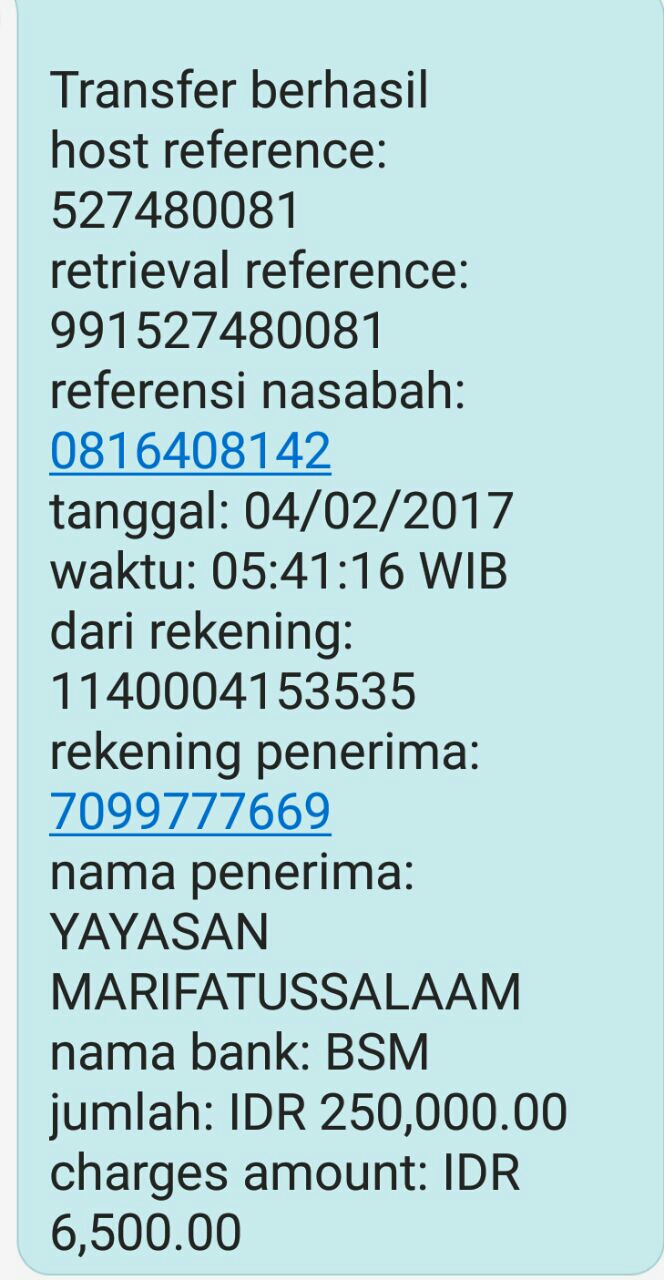 Transfer berhasil
host reference:
527480081
retrieval reference:
991527480081
referensi nasabah:
0816408142
tanggal: 04/02/2017
waktu: 05:41:16 WIB
dari rekening:
1140004153535
rekening penerima:
7099777669
nama penerima:
YAYASAN
MARIFATUSSALAAM
nama bank: BSM
jumlah: IDR 250,000.00
charges amount: IDR
6,500.00